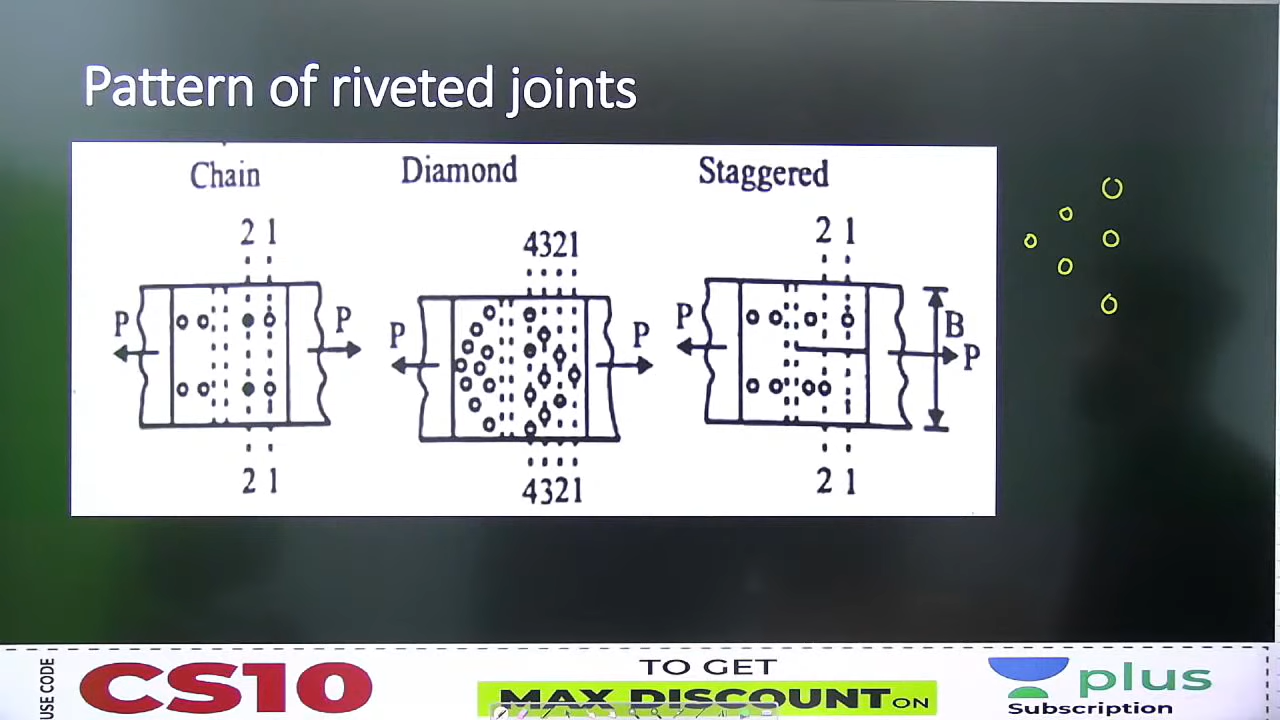 Pattern of riveted joints
Chain
Diamond
Staggered
2 1
4321
2 1
P
P
P
P
P
B
P
2 1
4321
2 1
USE CODE
CS10
TO GET
MAX DISCOUNT ON
plus
Subscription